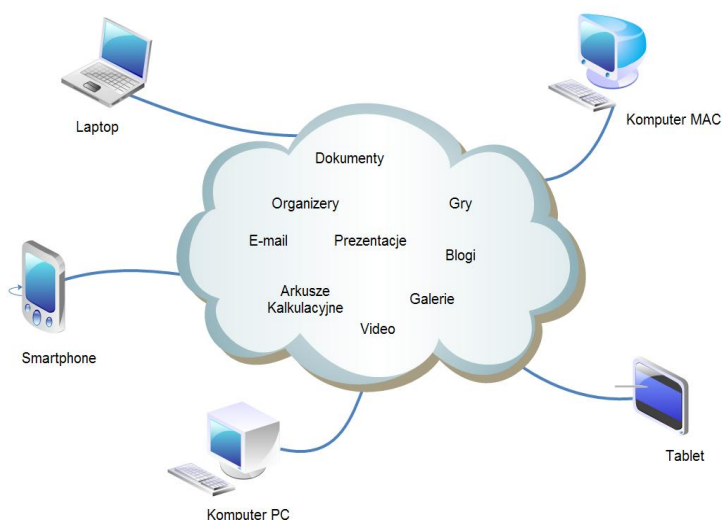 Laptop
Komputer MAC
Dokumenty
Organizery
Gry
E-mail
Prezentacje
Blogi
Arkusze
Kalkulacyjne
Galerie
Video
Smartphone
Tablet
Komputer PC